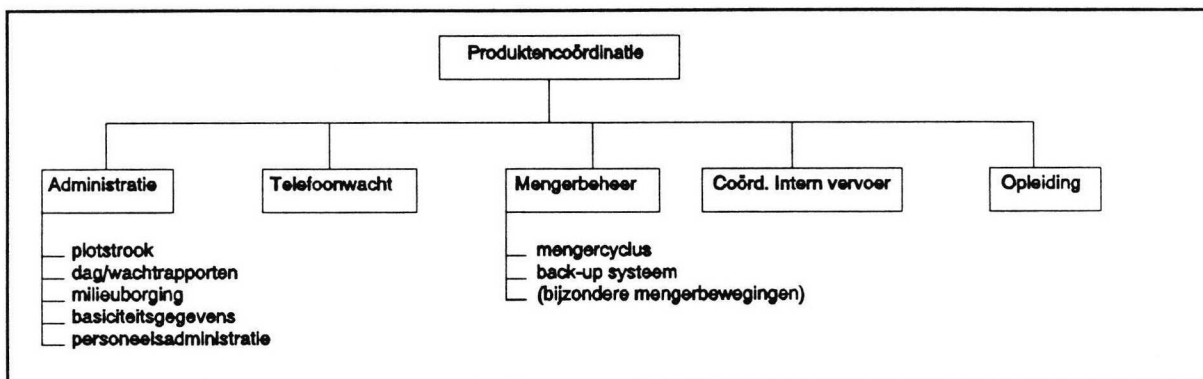 Produktencoördinatie
Administratie
Telefoonwacht
Mengerbeheer
Coörd. Intern vervoer
Opleiding
plotstrook
dag/wachtrapporten
milieuborging
basiciteitsgegevens
personeelsadministratie
mengercyclus
back-up systeem
(bijzondere mengerbewegingen)